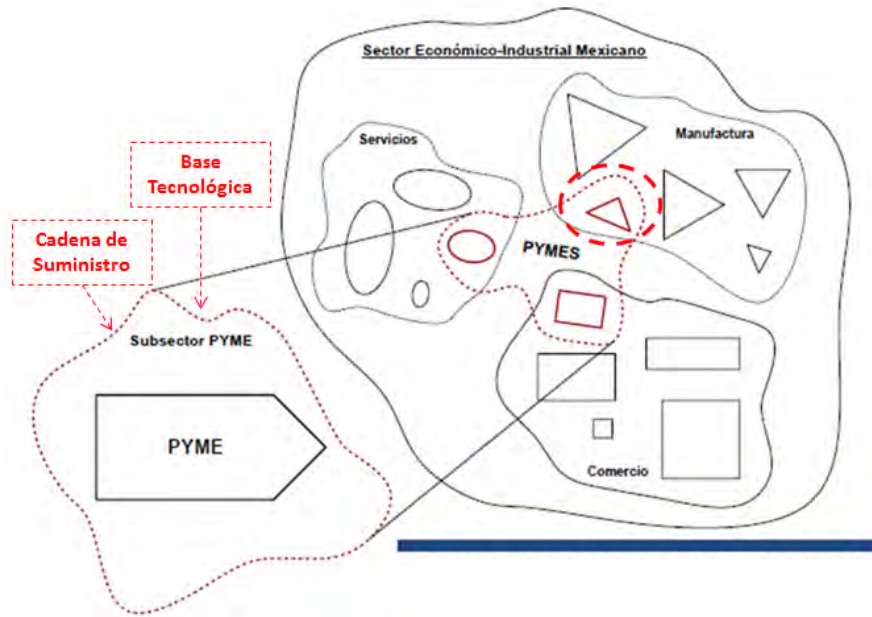 Sector Económico-Industrial Mexicano
Servicios
Manufactura
Base
Tecnológica
Cadena de
Suministro
PYMES
Subsector PYME
PYME
Comercio